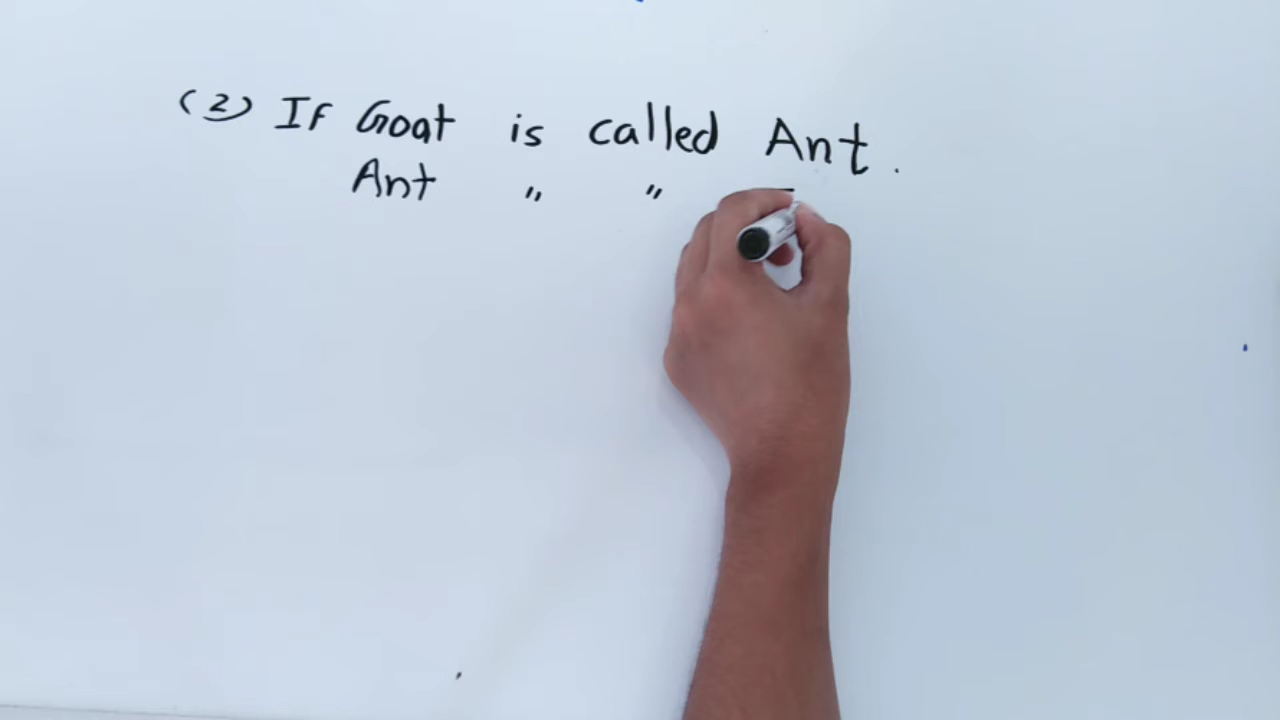 (2) If Goat is called Ant.
Ant " "